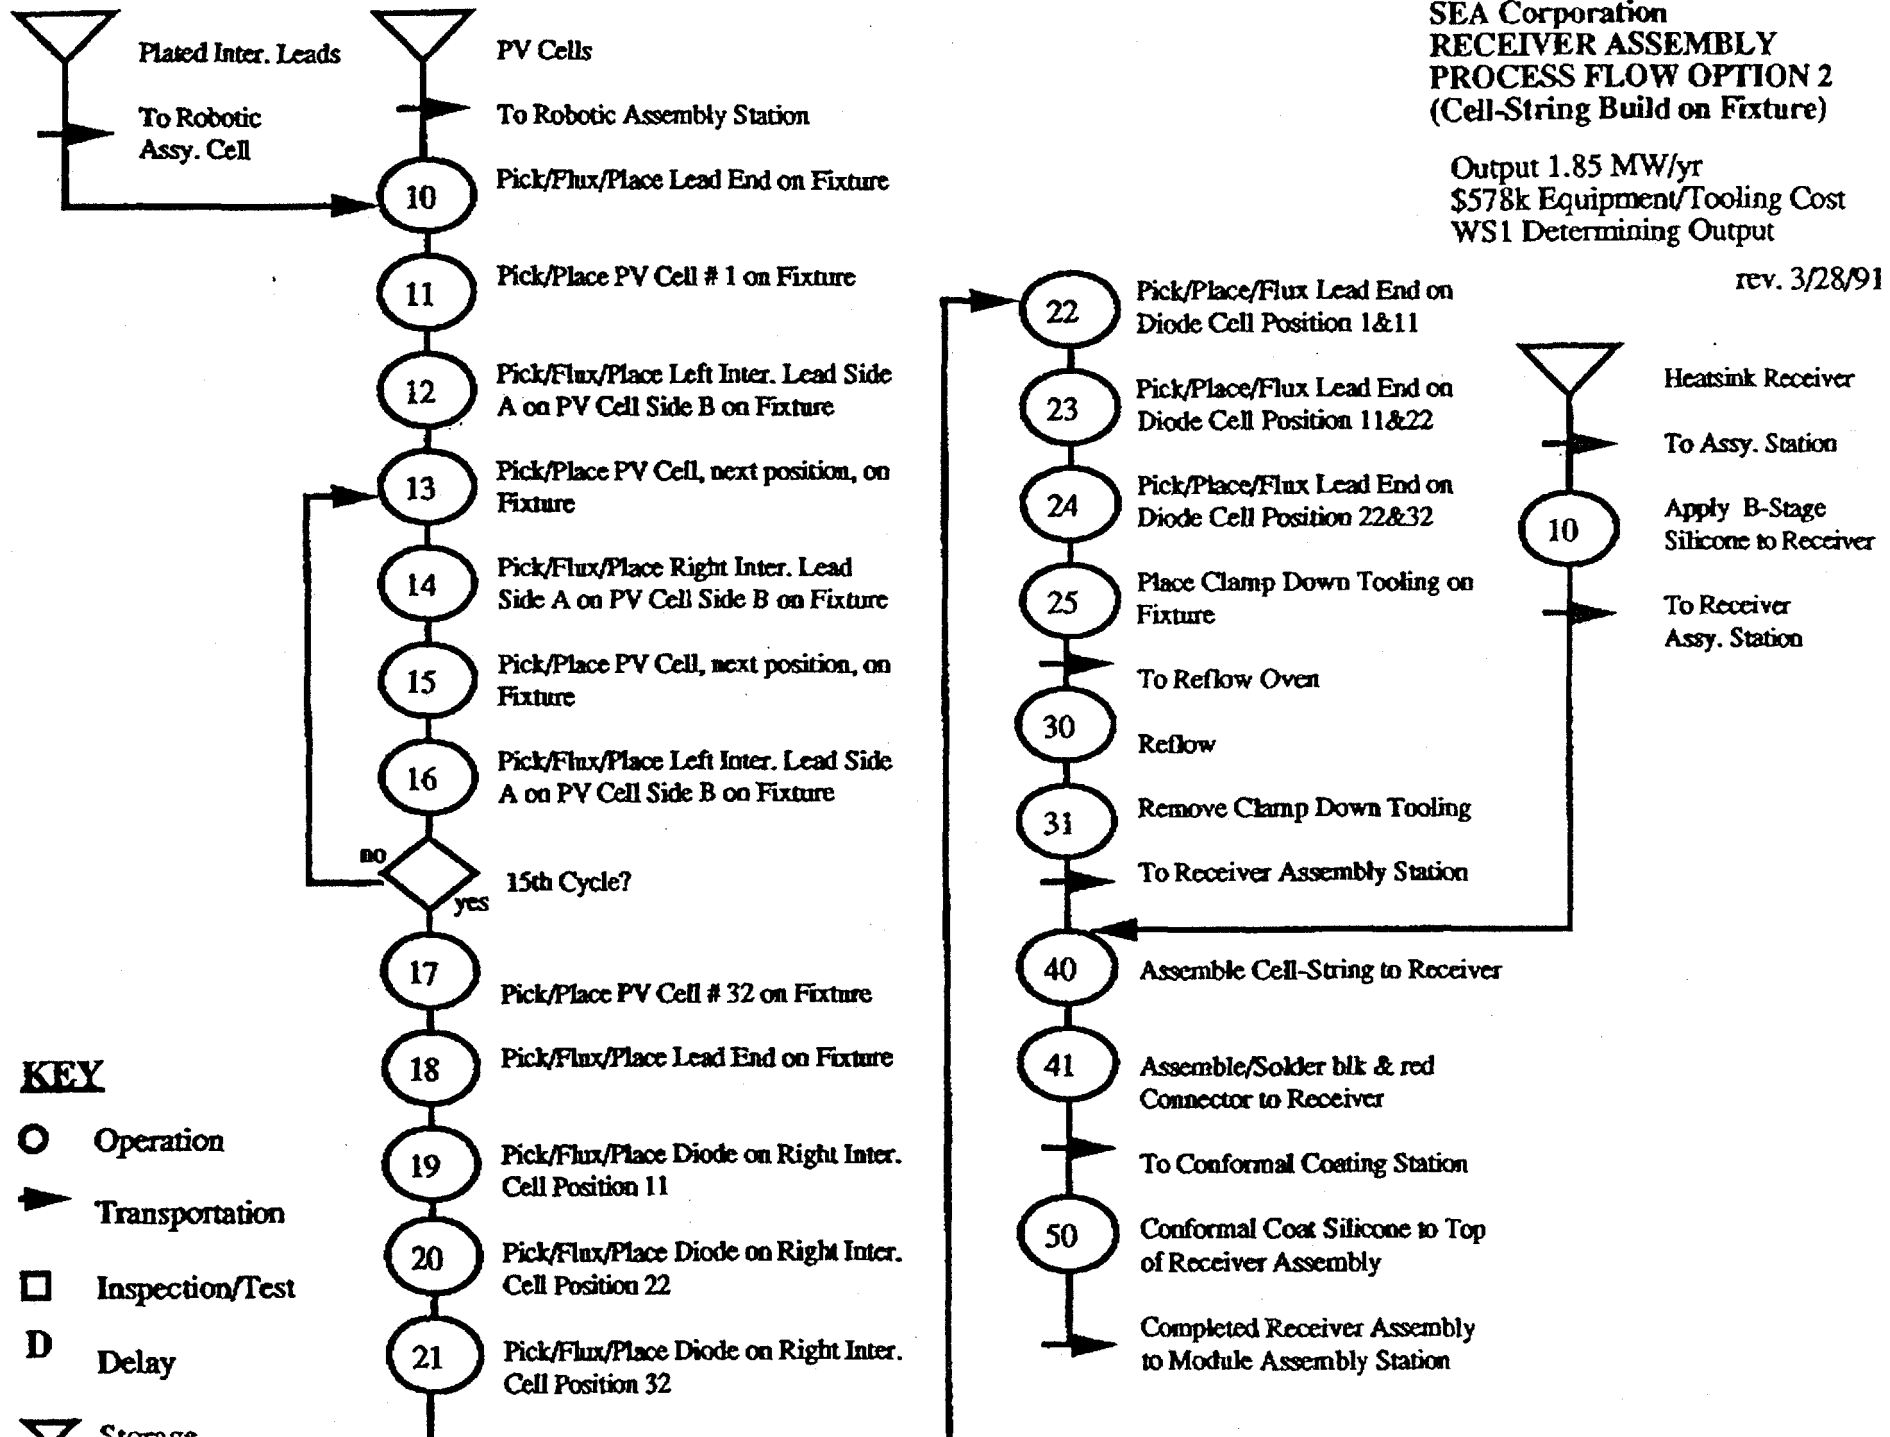 SEA Corporation
RECEIVER ASSEMBLY
PROCESS FLOW OPTION 2
(Cell-String Build on Fixture)
Output 1.85 MW/yr
$578k Equipment/Tooling Cost
WS1 Determining Output
rev. 3/28/91
Plated Inter. Leads
To Robotic
Assy. Cell
PV Cells
To Robotic Assembly Station
10
Pick/Flux/Place Lead End on Fixture
11
Pick/Place PV Cell # 1 on Fixture
12
Pick/Flux/Place Left Inter. Lead Side
A on PV Cell Side B on Fixture
13
Pick/Place PV Cell, next position, on
Fixture
14
Pick/Flux/Place Right Inter. Lead
Side A on PV Cell Side B on Fixture
15
Pick/Place PV Cell, next position, on
Fixture
16
Pick/Flux/Place Left Inter. Lead Side
A on PV Cell Side B on Fixture
no
15th Cycle?
yes
17
Pick/Place PV Cell # 32 on Fixture
18
Pick/Flux/Place Lead End on Fixture
19
Pick/Flux/Place Diode on Right Inter.
Cell Position 11
20
Pick/Flux/Place Diode on Right Inter.
Cell Position 22
21
Pick/Flux/Place Diode on Right Inter.
Cell Position 32
22
Pick/Place/Flux Lead End on
Diode Cell Position 1&11
23
Pick/Place/Flux Lead End on
Diode Cell Position 11&22
24
Pick/Place/Flux Lead End on
Diode Cell Position 22&32
25
Place Clamp Down Tooling on
Fixture
To Reflow Oven
30
Reflow
31
Remove Clamp Down Tooling
To Receiver Assembly Station
40
Assemble Cell-String to Receiver
41
Assemble/Solder blk & red
Connector to Receiver
To Conformal Coating Station
50
Conformal Coat Silicone to Top
of Receiver Assembly
Completed Receiver Assembly
to Module Assembly Station
Heatsink Receiver
To Assy. Station
10
Apply B-Stage
Silicone to Receiver
To Receiver
Assy. Station
KEY
Operation
Transportation
Inspection/Test
D
Delay
Storage